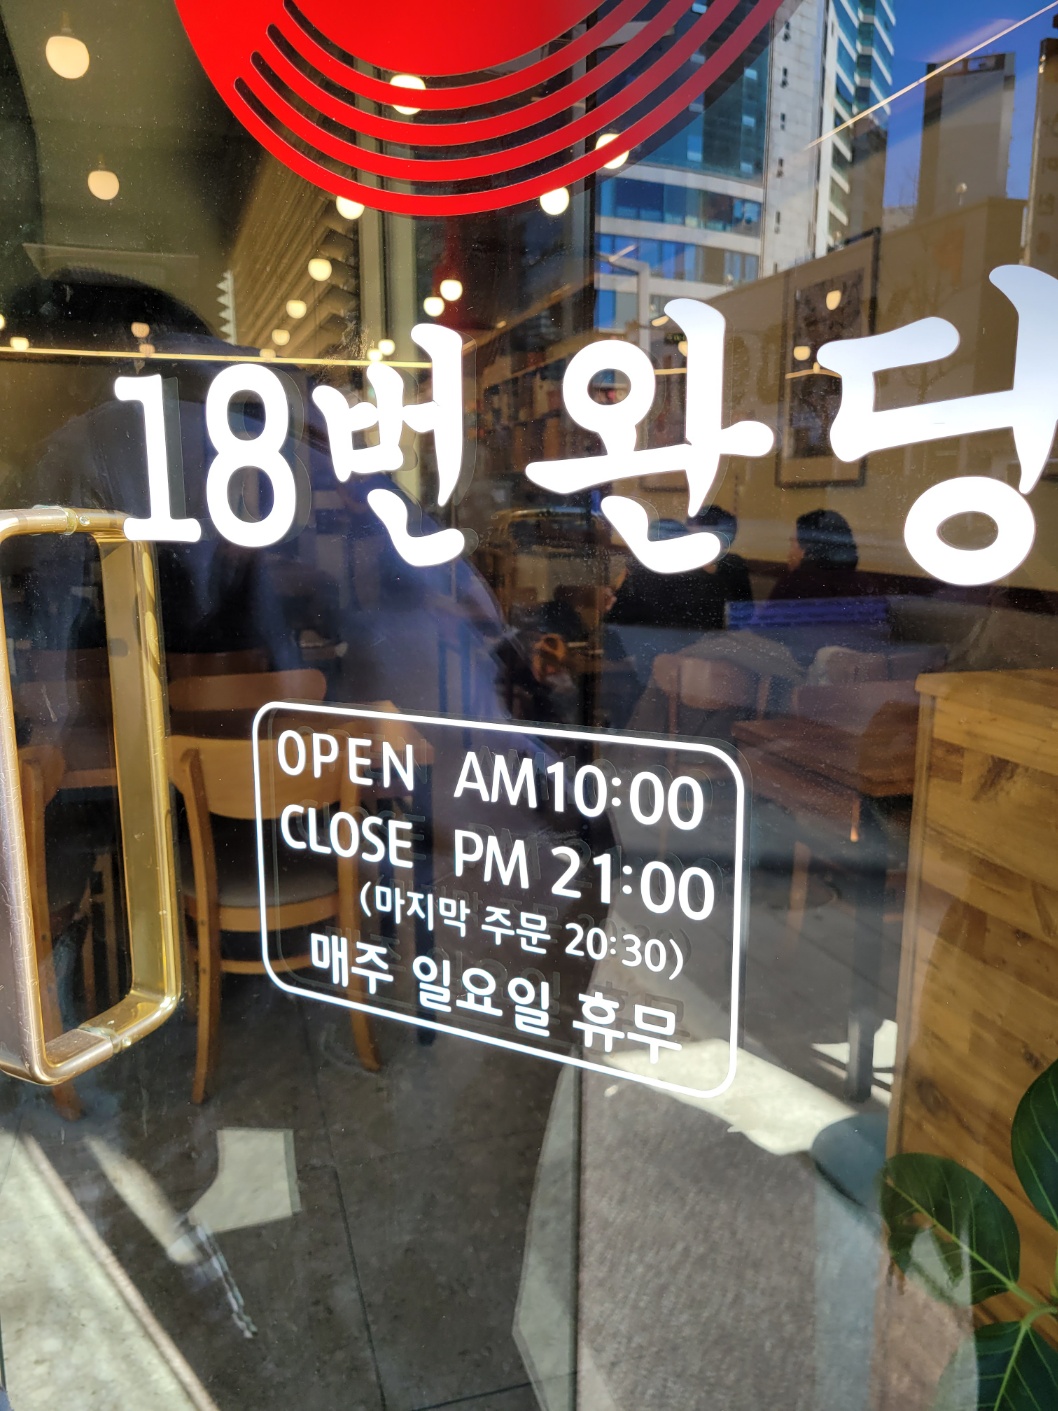 18번완당
OPEN AM10:00
CLOSE PM 21:00
(마지막 주문 20:30)
매주 일요일 휴무